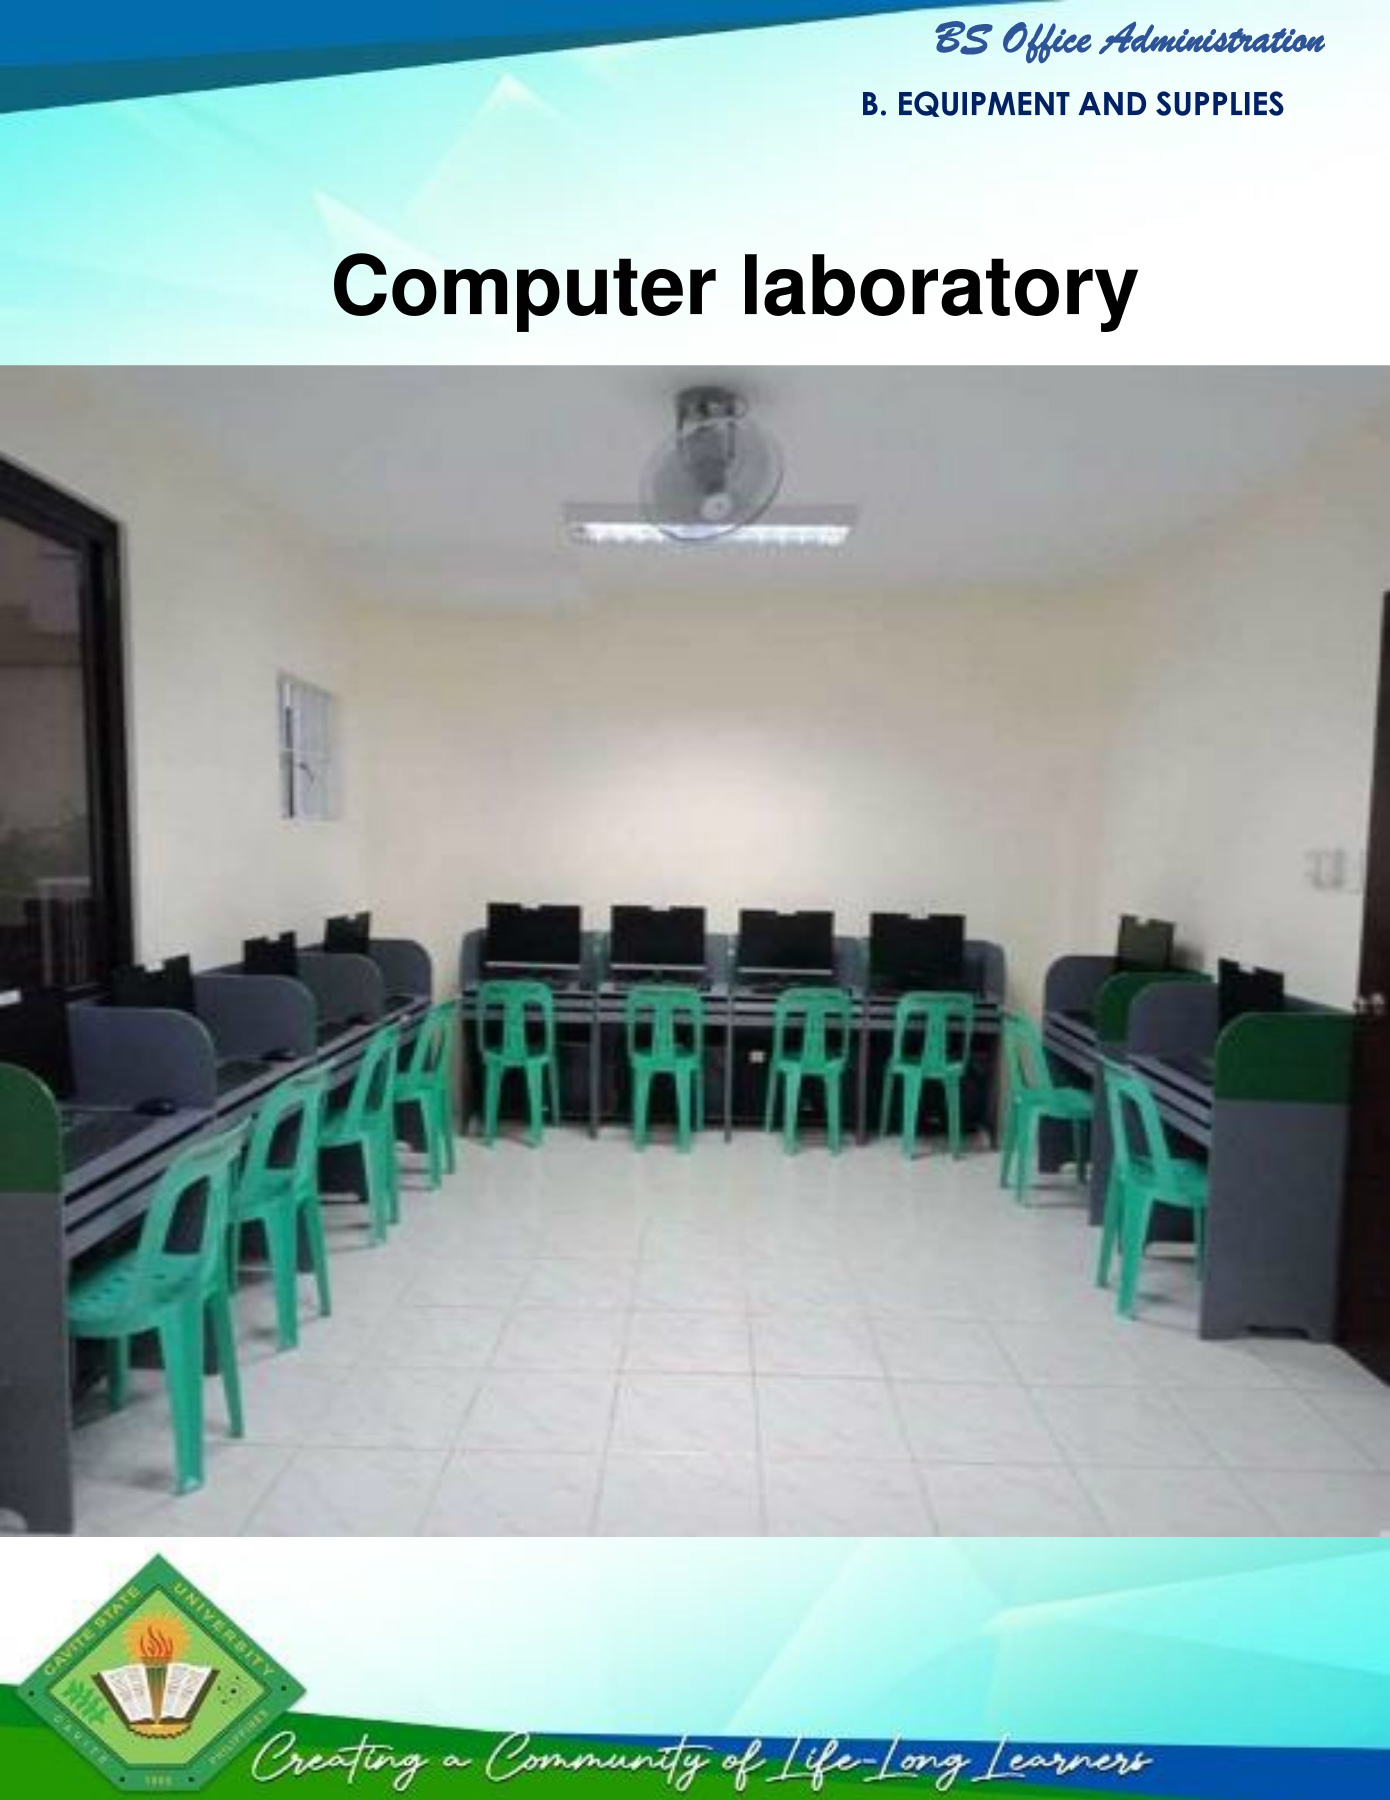 BS Office Administration
B. EQUIPMENT AND SUPPLIES
Computer laboratory
CAVITE STATE UNIVERSITY
CAVITE PHILIPPINES
Creating a Community of Life-Long Learners